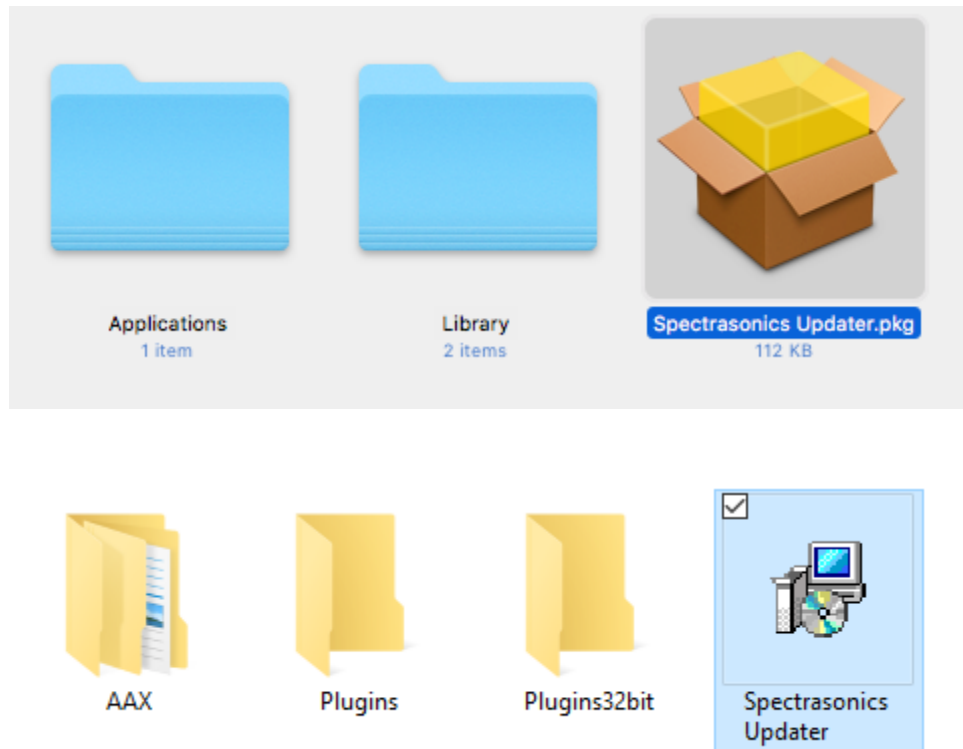 Applications
1 item
Library
2 items
Spectrasonics Updater.pkg
112 KB
AAX
Plugins
Plugins32bit
Spectrasonics
Updater